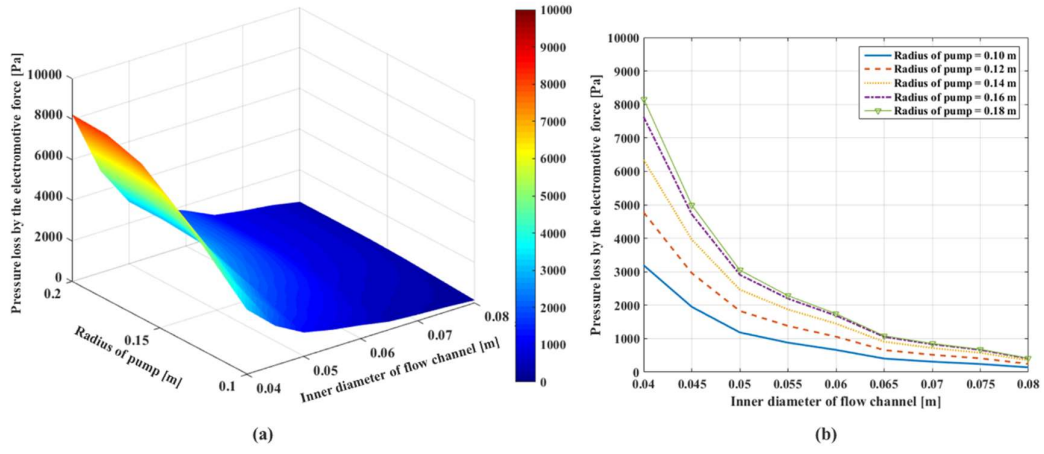 Pressure loss by the electromotive force [Pa]
10000
8000
6000
4000
2000
0
0.2
0.15
0.1
Radius of pump [m]
0.04
0.05
0.06
0.07
0.08
Inner diameter of flow channel [m]
10000
9000
8000
7000
6000
5000
4000
3000
2000
1000
0
(a)
Pressure loss by the electromotive force [Pa]
10000
9000
8000
7000
6000
5000
4000
3000
2000
1000
0
Radius of pump = 0.10 m
Radius of pump = 0.12 m
Radius of pump = 0.14 m
Radius of pump = 0.16 m
Radius of pump = 0.18 m
0.04 0.045 0.05 0.055 0.06 0.065 0.07 0.075 0.08
Inner diameter of flow channel [m]
(b)